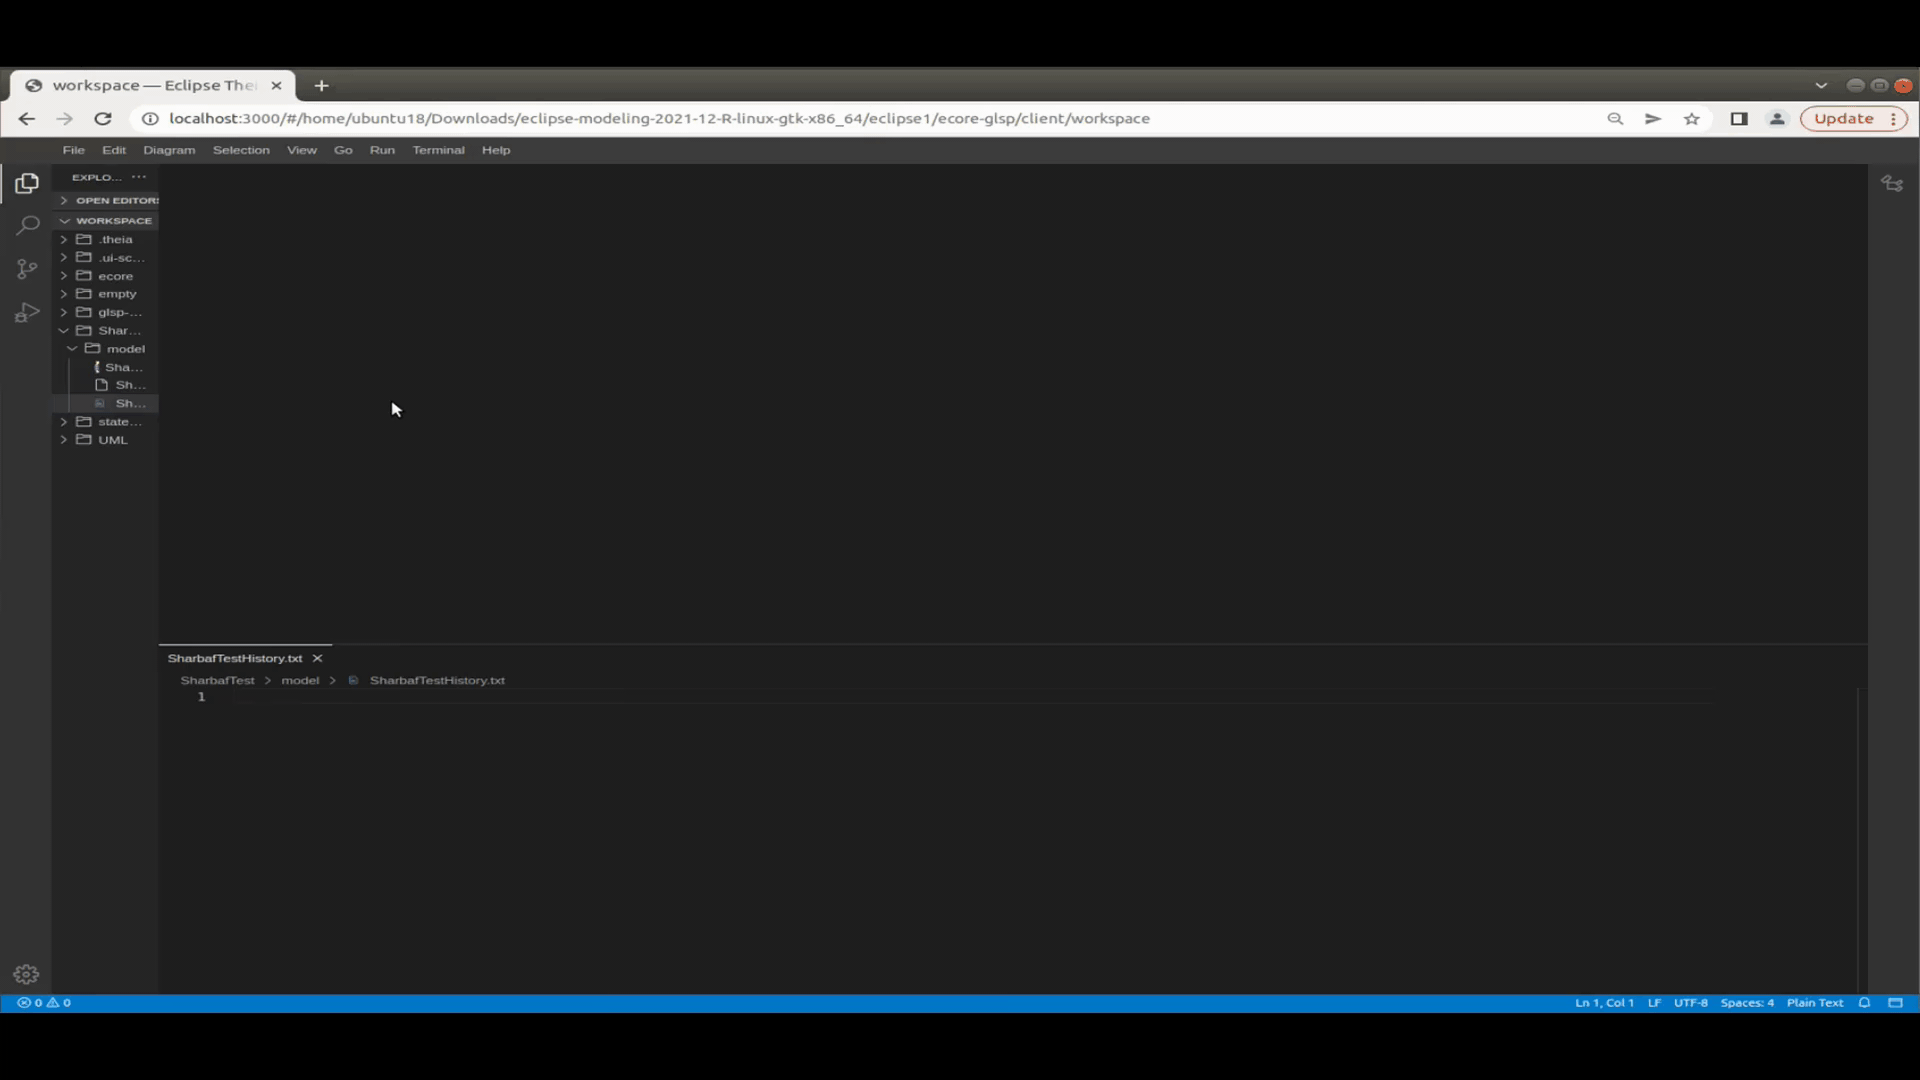 workspace — Eclipse The
localhost:3000/#/home/ubuntu18/Downloads/eclipse-modeling-2021-12-R-linux-gtk-x86_64/eclipse1/ecore-glsp/client/workspace
Update
File Edit Diagram Selection View Go Run Terminal Help
EXPLO...
OPEN EDITORS
WORKSPACE
.theia
.ui-sc...
ecore
empty
glsp-...
Shar...
model
Sha...
Sh...
Sh...
state...
UML
SharbafTestHistory.txt
SharbafTest > model > SharbafTestHistory.txt
1
0 0 Ln 1, Col 1 LF UTF-8 Spaces: 4 Plain Text